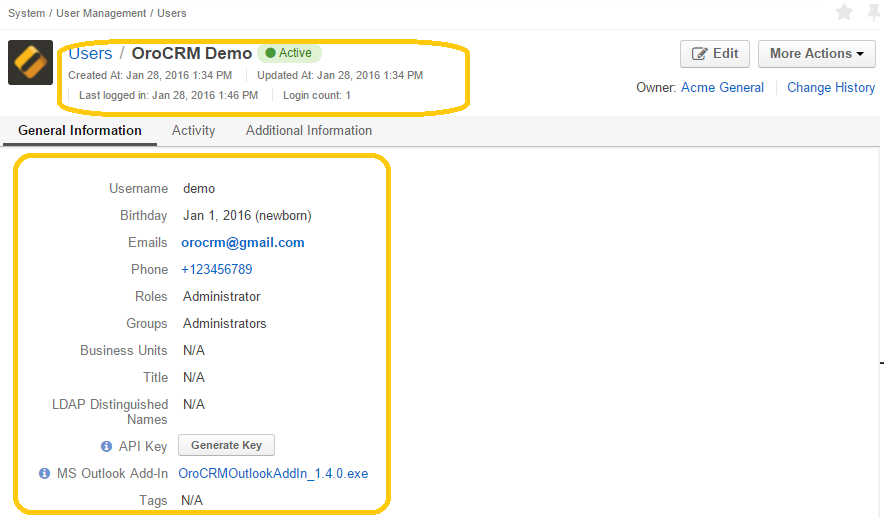 System / User Management / Users
Users / OroCRM Demo Active
Edit
More Actions
Created At: Jan 28, 2016 1:34 PM Updated At: Jan 28, 2016 1:34 PM
Last logged in: Jan 28, 2016 1:46 PM Login count: 1
Owner: Acme General Change History
General Information Activity Additional Information
Username demo
Birthday Jan 1, 2016 (newborn)
Emails orocrm@gmail.com
Phone +123456789
Roles Administrator
Groups Administrators
Business Units N/A
Title N/A
LDAP Distinguished N/A
Names
API Key Generate Key
MS Outlook Add-In OroCRMOutlookAddIn_1.4.0.exe
Tags N/A